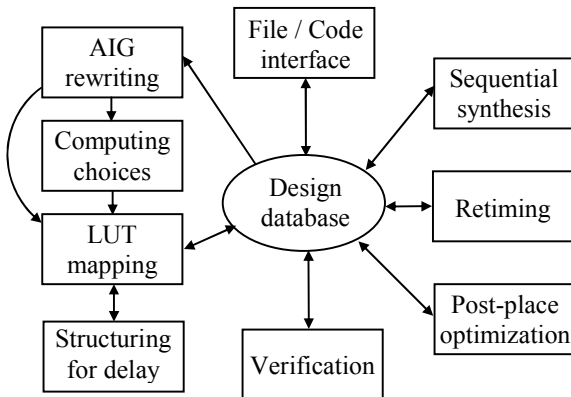 AIG
rewriting
File / Code
interface
Sequential
synthesis
Computing
choices
Design
database
Retiming
LUT
mapping
Post-place
optimization
Structuring
for delay
Verification